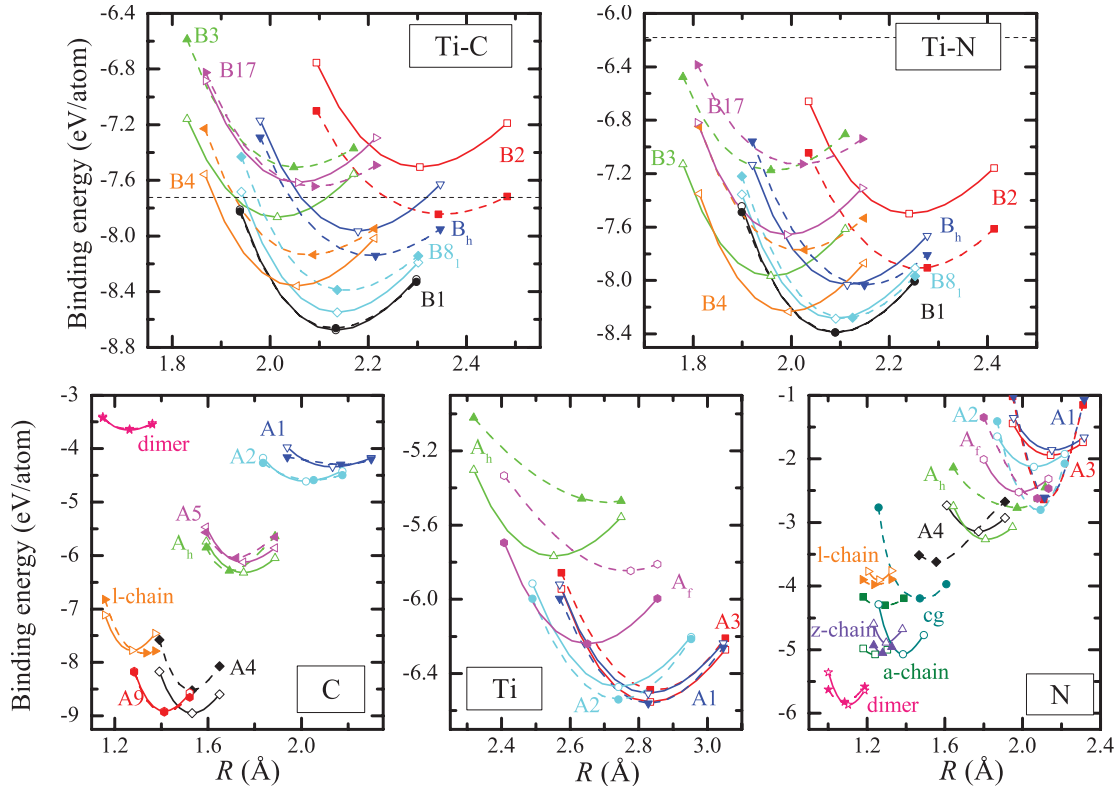 Binding energy (eV/atom)
-6.4
-6.8
-7.2
-7.6
-8.0
-8.4
-8.8
1.8
2.0
2.2
2.4
B3
B17
B4
B2
Bh
B8l
B1
Ti-C
Binding energy (eV/atom)
-6.0
-6.4
-6.8
-7.2
-7.6
-8.0
-8.4
1.8
2.0
2.2
2.4
B17
B3
B4
B2
Bh
B8l
B1
Ti-N
Binding energy (eV/atom)
-3
-4
-5
-6
-7
-8
-9
1.2
1.6
2.0
R (Å)
dimer
A1
A2
A5
Ah
l-chain
A4
A9
C
-5.2
-5.6
-6.0
-6.4
2.4
2.6
2.8
3.0
R (Å)
Ah
Af
A3
A2
A1
Ti
-1
-2
-3
-4
-5
-6
1.2
1.6
2.0
2.4
R (Å)
A2
A1
Af
A3
Ah
A4
l-chain
cg
z-chain
a-chain
dimer
N